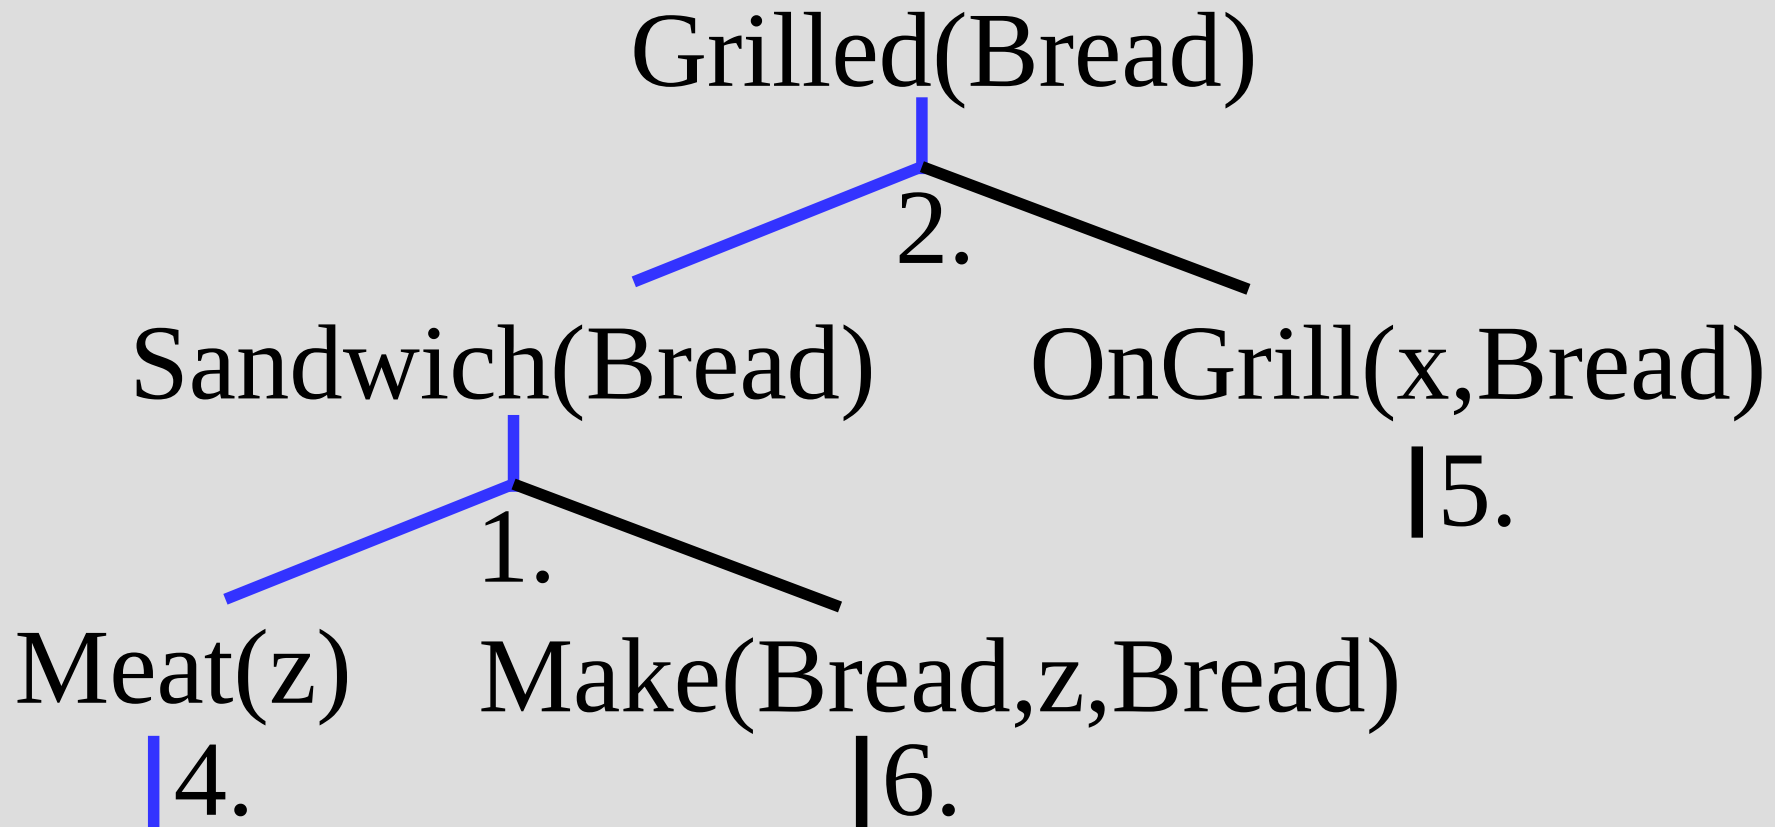 Grilled(Bread)
2.
Sandwich(Bread) OnGrill(x,Bread)
5.
1.
Meat(z) Make(Bread,z,Bread)
4. 6.